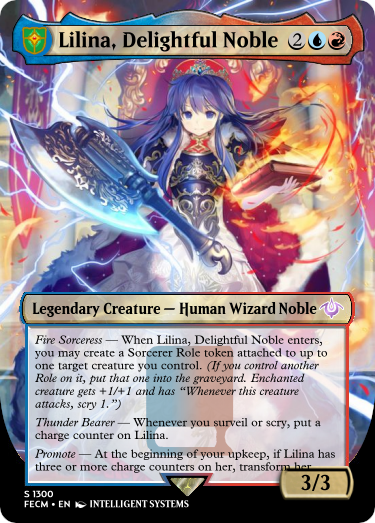 Lilina, Delightful Noble 2
Legendary Creature — Human Wizard Noble
Fire Sorceress — When Lilina, Delightful Noble enters,
you may create a Sorcerer Role token attached to up to
one target creature you control. (If you control another
Role on it, put that one into the graveyard. Enchanted
creature gets +1/+1 and has “Whenever this creature
attacks, scry 1.”)
Thunder Bearer — Whenever you surveil or scry, put a
charge counter on Lilina.
Promote — At the beginning of your upkeep, if Lilina has
three or more charge counters on her, transform her.
3/3
S 1300
FECM • EN INTELLIGENT SYSTEMS